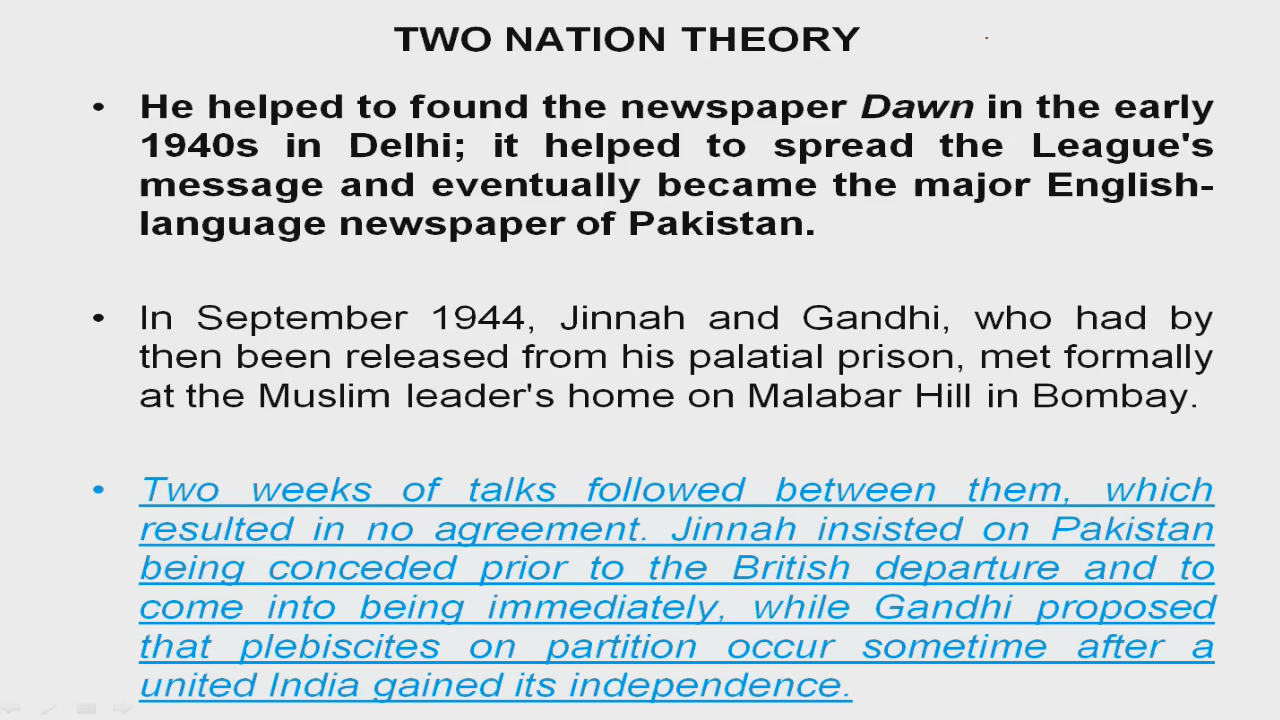 TWO NATION THEORY
• He helped to found the newspaper Dawn in the early
1940s in Delhi; it helped to spread the League's
message and eventually became the major English-
language newspaper of Pakistan.
• In September 1944, Jinnah and Gandhi, who had by
then been released from his palatial prison, met formally
at the Muslim leader's home on Malabar Hill in Bombay.
• Two weeks of talks followed between them, which
resulted in no agreement. Jinnah insisted on Pakistan
being conceded prior to the British departure and to
come into being immediately, while Gandhi proposed
that plebiscites on partition occur sometime after a
united India gained its independence.